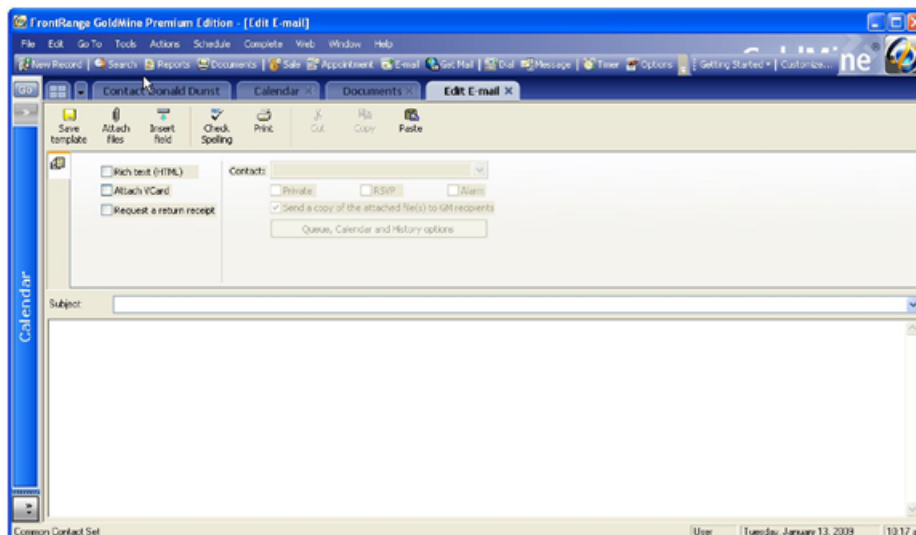 FrontRange GoldMine Premium Edition - [Edit E-mail]
File Edit Go To Tools Actions Schedule Complete Web Window Help
New Record Search Reports Documents Sale Appointment E-mail Get Mail Dial Message Timer Options Getting Started Customize...
GoldMine
Go Contact Donald Dunst Calendar Documents Edit E-mail
Save template Attach files Insert field Check Spelling Print Cut Copy Paste
Rich text (HTML) Contact:
Attach VCard Private RSVP Alarm
Request a return receipt Send a copy of the attached file(s) to GM recipients
Queue, Calendar and History options
Calendar
Subject:
Common Contact Set User Tuesday, January 13, 2009 10:17